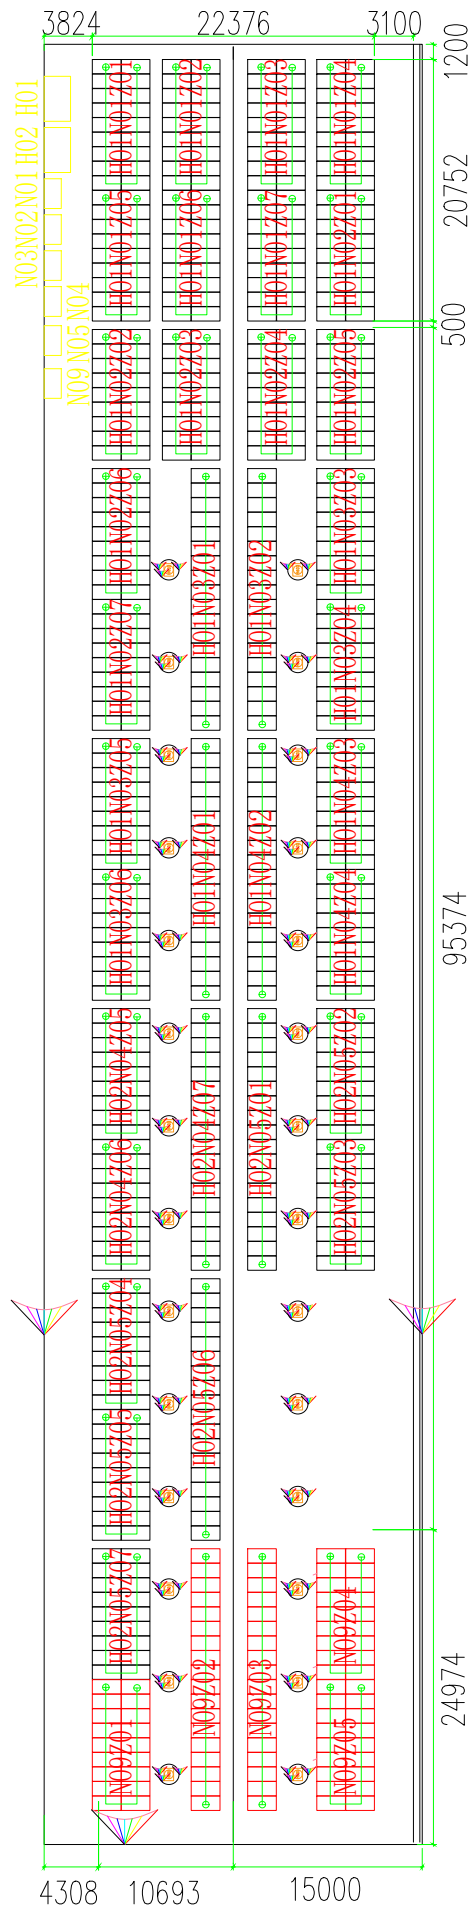 3824 22376 3100
1200
H01
H02
N01
N02
N03
N04
N05
N09
20752
500
95374
24974
H01N01Z01 H01N01Z02 H01N01Z03 H01N01Z04
H01N01Z05 H01N01Z06 H01N01Z07 H01N02Z01
H01N02Z02 H01N02Z03 H01N02Z04 H01N02Z05
H01N02Z06 H01N03Z01 H01N03Z02 H01N03Z03
H01N02Z07 H01N03Z04
H01N03Z05 H01N04Z01 H01N04Z02 H01N04Z03
H01N03Z06 H01N04Z04
H02N04Z05 H02N04Z07 H02N05Z01 H02N05Z02
H02N04Z06 H02N05Z03
H02N05Z04 H02N05Z06
H02N05Z05
H02N05Z07 N09Z02 N09Z03 N09Z04
N09Z01 N09Z05
4308 10693 15000